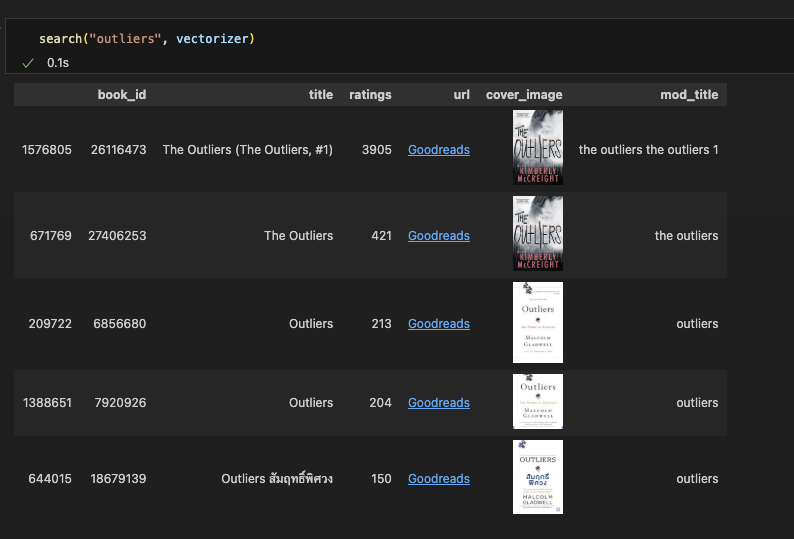 search("outliers", vectorizer)
0.1s
book_id title ratings url cover_image mod_title
1576805 26116473 The Outliers (The Outliers, #1) 3905 Goodreads the outliers the outliers 1
THE
OUTLIERS
KIMBERLY
McCREIGHT
671769 27406253 The Outliers 421 Goodreads the outliers
THE
OUTLIERS
KIMBERLY
McCREIGHT
209722 6856680 Outliers 213 Goodreads outliers
Outliers
MALCOLM
GLADWELL
1388651 7920926 Outliers 204 Goodreads outliers
Outliers
MALCOLM
GLADWELL
644015 18679139 Outliers สัมฤทธิ์พิศวง 150 Goodreads outliers
OUTLIERS
สัมฤทธิ์
พิศวง
MALCOLM
GLADWELL